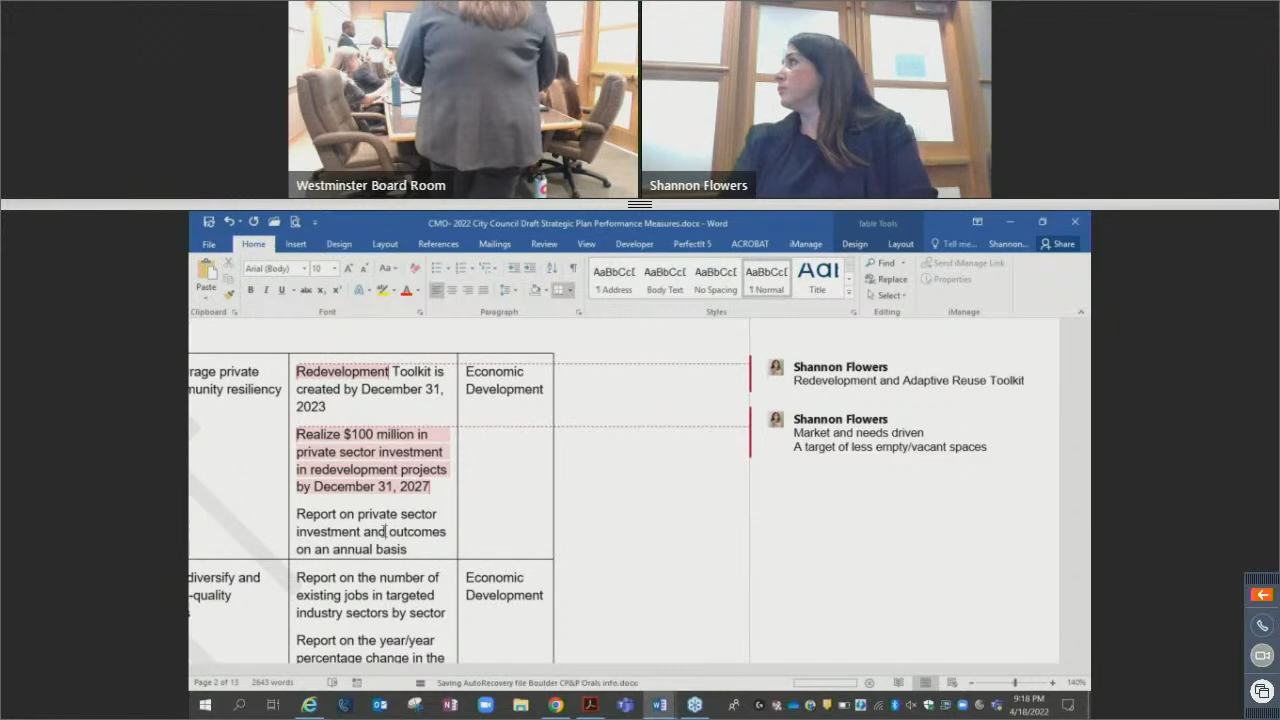 Westminster Board Room
Shannon Flowers
CMO- 2022 City Council Draft Strategic Plan Performance Measures.docx - Word
Table Tools
File Home Insert Design Layout References Mailings Review View Developer PerfectIt 5 ACROBAT iManage Design Layout Tell me... Shannon... Share
Paste
Arial (Body) 10
Aa
B I U abc X₂ X² A A
AaBbCcI AaBbCcI AaBbCcI AaBbCcI AaI
¶ Address Body Text No Spacing ¶ Normal Title
Find
Replace
Select
Send iManage Link
Properties
Clipboard Font Paragraph Styles Editing iManage
rage private
nunity resiliency
Redevelopment Toolkit is
created by December 31,
2023
Realize $100 million in
private sector investment
in redevelopment projects
by December 31, 2027
Report on private sector
investment and outcomes
on an annual basis
Economic
Development
Shannon Flowers
Redevelopment and Adaptive Reuse Toolkit
Shannon Flowers
Market and needs driven
A target of less empty/vacant spaces
diversify and
-quality
s
Report on the number of
existing jobs in targeted
industry sectors by sector
Report on the year/year
percentage change in the
Economic
Development
Page 2 of 13 2643 words Saving AutoRecovery file Boulder CP&P Orals info.docx 140%
9:18 PM
4/18/2022